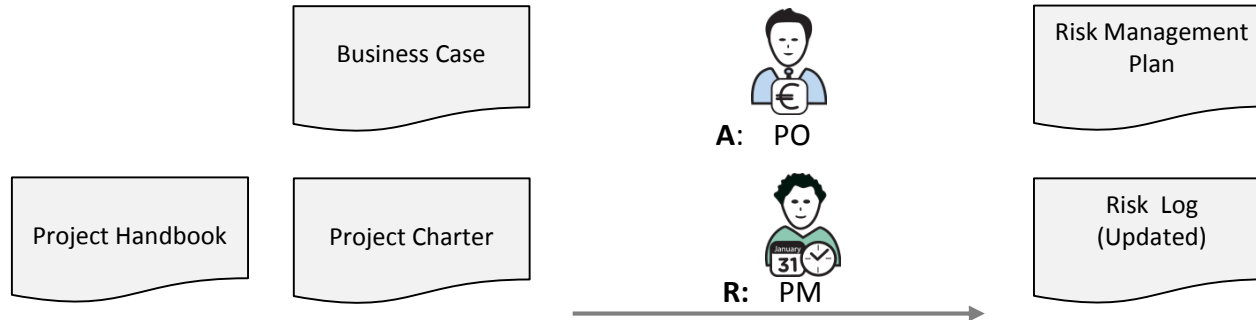 Business Case
Risk Management
Plan
€
A: PO
Project Handbook
Project Charter
January
31
R: PM
Risk Log
(Updated)